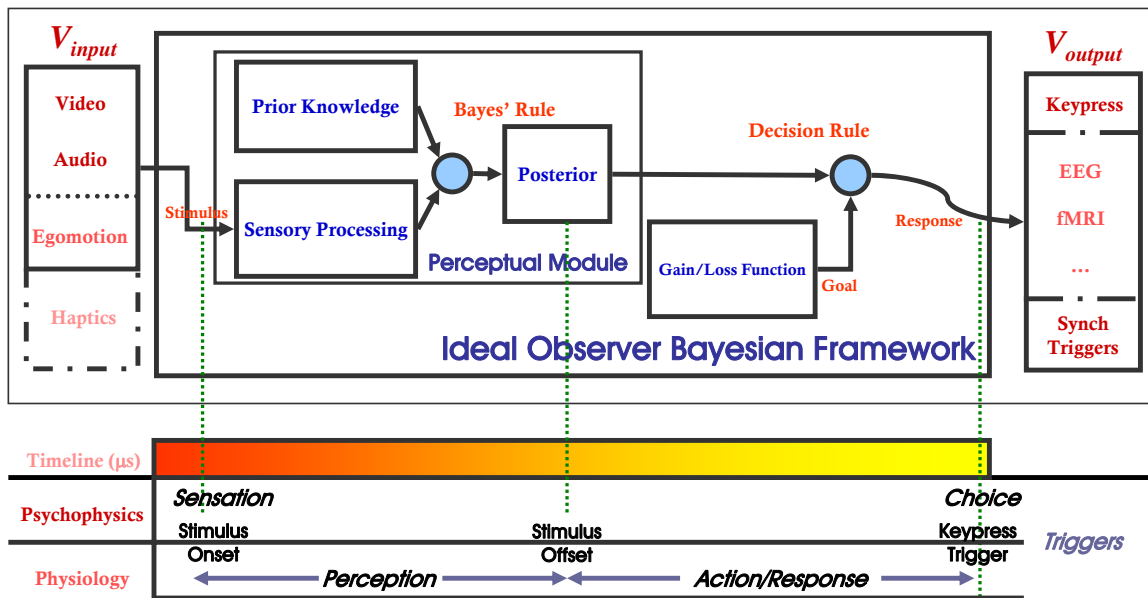 V input
Video
Audio
Egomotion
Haptics
Stimulus
Prior Knowledge
Sensory Processing
Bayes' Rule
Posterior
Perceptual Module
Decision Rule
Gain/Loss Function
Goal
Response
Ideal Observer Bayesian Framework
V output
Keypress
EEG
fMRI
...
Synch
Triggers
Timeline (µs)
Psychophysics
Physiology
Sensation
Choice
Stimulus
Onset
Stimulus
Offset
Keypress
Trigger
Triggers
Perception
Action/Response